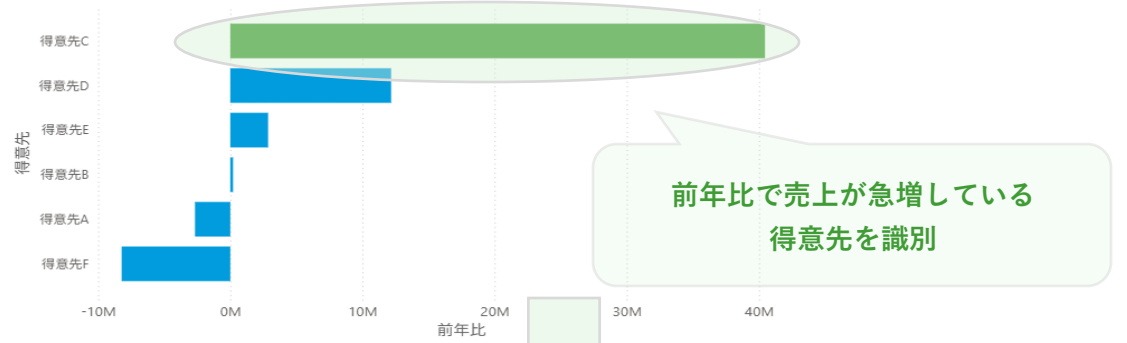 得意先C
得意先D
得意先E
得意先B
得意先A
得意先F
得意先
-10M
0M
10M
20M
30M
40M
前年比
前年比で売上が急増している
得意先を識別